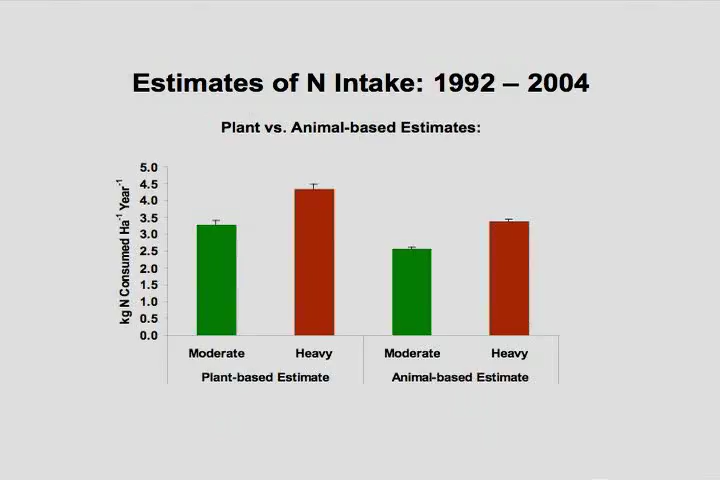 Estimates of N Intake: 1992 – 2004
Plant vs. Animal-based Estimates:
kg N Consumed Ha⁻¹ Year⁻¹
5.0
4.5
4.0
3.5
3.0
2.5
2.0
1.5
1.0
0.5
0.0
Moderate Heavy Moderate Heavy
Plant-based Estimate Animal-based Estimate